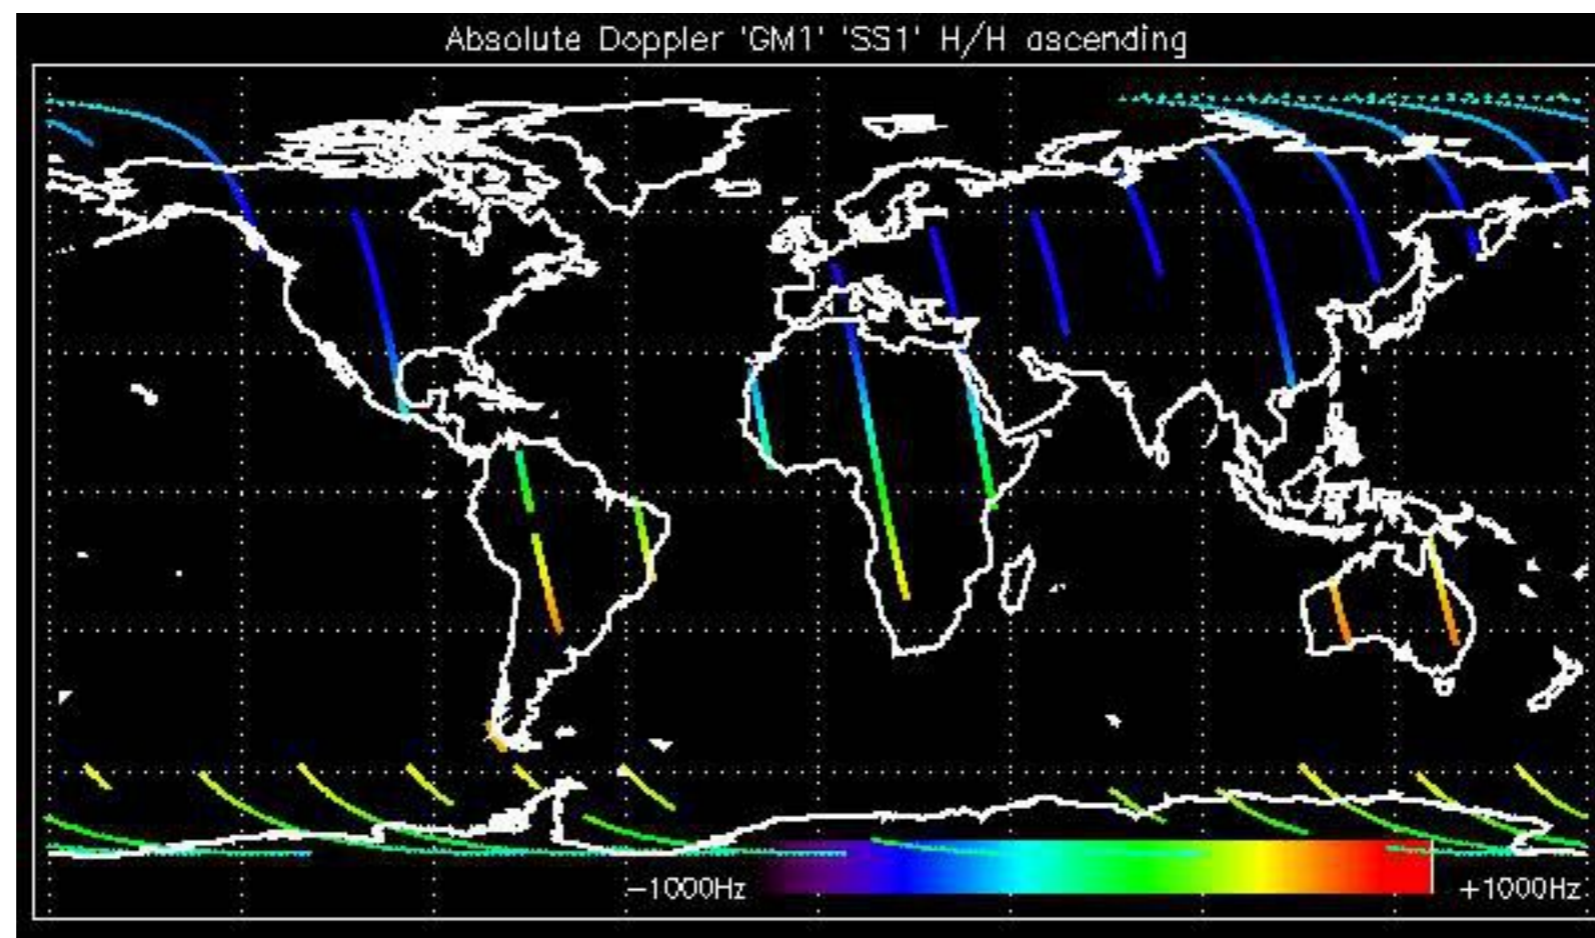 Absolute Doppler 'GM1' 'SS1' H/H ascending
−1000Hz
+1000Hz